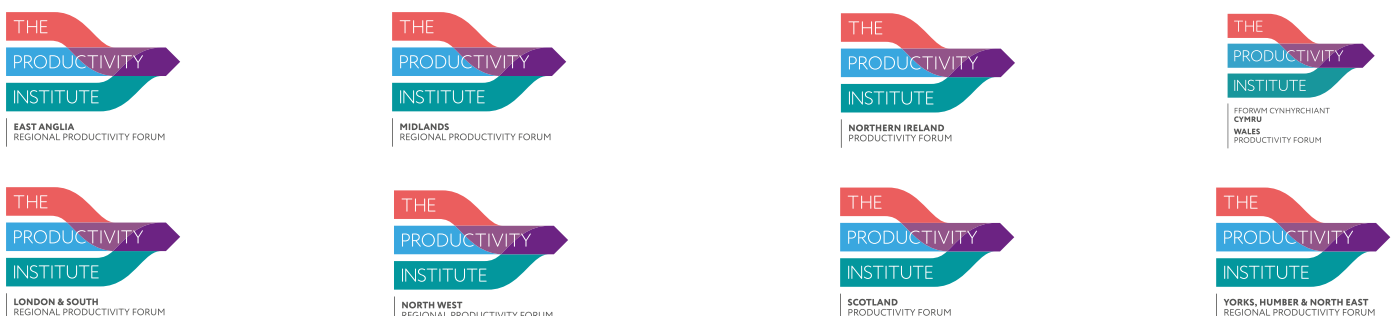 THE
PRODUCTIVITY
INSTITUTE
EAST ANGLIA
REGIONAL PRODUCTIVITY FORUM
THE
PRODUCTIVITY
INSTITUTE
MIDLANDS
REGIONAL PRODUCTIVITY FORUM
THE
PRODUCTIVITY
INSTITUTE
NORTHERN IRELAND
PRODUCTIVITY FORUM
THE
PRODUCTIVITY
INSTITUTE
FFORWM CYNHYRCHIANT
CYMRU
WALES
PRODUCTIVITY FORUM
THE
PRODUCTIVITY
INSTITUTE
LONDON & SOUTH
REGIONAL PRODUCTIVITY FORUM
THE
PRODUCTIVITY
INSTITUTE
NORTH WEST
REGIONAL PRODUCTIVITY FORUM
THE
PRODUCTIVITY
INSTITUTE
SCOTLAND
PRODUCTIVITY FORUM
THE
PRODUCTIVITY
INSTITUTE
YORKS, HUMBER & NORTH EAST
REGIONAL PRODUCTIVITY FORUM